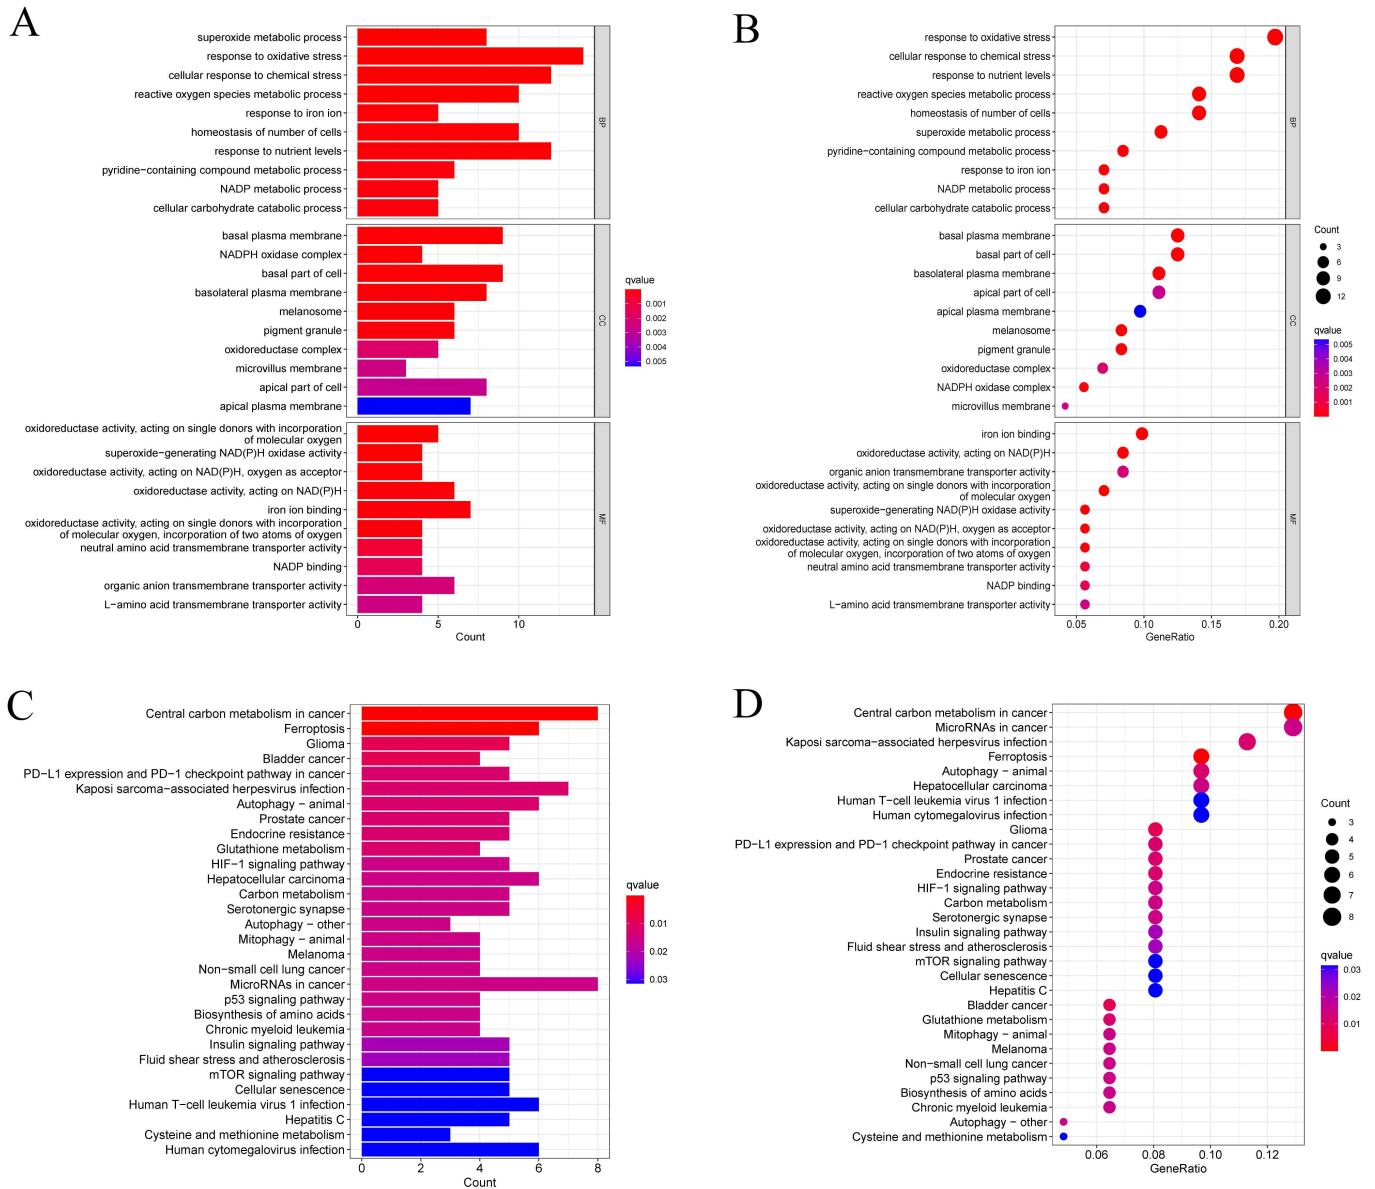 A
superoxide metabolic process
response to oxidative stress
cellular response to chemical stress
reactive oxygen species metabolic process
response to iron ion
homeostasis of number of cells
response to nutrient levels
pyridine−containing compound metabolic process
NADP metabolic process
cellular carbohydrate catabolic process
BP
basal plasma membrane
NADPH oxidase complex
basal part of cell
basolateral plasma membrane
melanosome
pigment granule
oxidoreductase complex
microvillus membrane
apical part of cell
apical plasma membrane
CC
oxidoreductase activity, acting on single donors with incorporation
of molecular oxygen
superoxide−generating NAD(P)H oxidase activity
oxidoreductase activity, acting on NAD(P)H, oxygen as acceptor
oxidoreductase activity, acting on NAD(P)H
iron ion binding
oxidoreductase activity, acting on single donors with incorporation
of molecular oxygen, incorporation of two atoms of oxygen
neutral amino acid transmembrane transporter activity
NADP binding
organic anion transmembrane transporter activity
L−amino acid transmembrane transporter activity
MF
0 5 10
Count
qvalue
0.001
0.002
0.003
0.004
0.005
B
response to oxidative stress
cellular response to chemical stress
response to nutrient levels
reactive oxygen species metabolic process
homeostasis of number of cells
superoxide metabolic process
pyridine−containing compound metabolic process
response to iron ion
NADP metabolic process
cellular carbohydrate catabolic process
BP
basal plasma membrane
basal part of cell
basolateral plasma membrane
apical part of cell
apical plasma membrane
melanosome
pigment granule
oxidoreductase complex
NADPH oxidase complex
microvillus membrane
CC
iron ion binding
oxidoreductase activity, acting on NAD(P)H
organic anion transmembrane transporter activity
oxidoreductase activity, acting on single donors with incorporation
of molecular oxygen
superoxide−generating NAD(P)H oxidase activity
oxidoreductase activity, acting on NAD(P)H, oxygen as acceptor
oxidoreductase activity, acting on single donors with incorporation
of molecular oxygen, incorporation of two atoms of oxygen
neutral amino acid transmembrane transporter activity
NADP binding
L−amino acid transmembrane transporter activity
MF
0.05 0.10 0.15 0.20
GeneRatio
Count
3
6
9
12
qvalue
0.005
0.004
0.003
0.002
0.001
C
Central carbon metabolism in cancer
Ferroptosis
Glioma
Bladder cancer
PD−L1 expression and PD−1 checkpoint pathway in cancer
Kaposi sarcoma−associated herpesvirus infection
Autophagy − animal
Prostate cancer
Endocrine resistance
Glutathione metabolism
HIF−1 signaling pathway
Hepatocellular carcinoma
Carbon metabolism
Serotonergic synapse
Autophagy − other
Mitophagy − animal
Melanoma
Non−small cell lung cancer
MicroRNAs in cancer
p53 signaling pathway
Biosynthesis of amino acids
Chronic myeloid leukemia
Insulin signaling pathway
Fluid shear stress and atherosclerosis
mTOR signaling pathway
Cellular senescence
Human T−cell leukemia virus 1 infection
Hepatitis C
Cysteine and methionine metabolism
Human cytomegalovirus infection
0 2 4 6 8
Count
qvalue
0.01
0.02
0.03
D
Central carbon metabolism in cancer
MicroRNAs in cancer
Kaposi sarcoma−associated herpesvirus infection
Ferroptosis
Autophagy − animal
Hepatocellular carcinoma
Human T−cell leukemia virus 1 infection
Human cytomegalovirus infection
Glioma
PD−L1 expression and PD−1 checkpoint pathway in cancer
Prostate cancer
Endocrine resistance
HIF−1 signaling pathway
Carbon metabolism
Serotonergic synapse
Insulin signaling pathway
Fluid shear stress and atherosclerosis
mTOR signaling pathway
Cellular senescence
Hepatitis C
Bladder cancer
Glutathione metabolism
Mitophagy − animal
Melanoma
Non−small cell lung cancer
p53 signaling pathway
Biosynthesis of amino acids
Chronic myeloid leukemia
Autophagy − other
Cysteine and methionine metabolism
0.06 0.08 0.10 0.12
GeneRatio
Count
3
4
5
6
7
8
qvalue
0.03
0.02
0.01